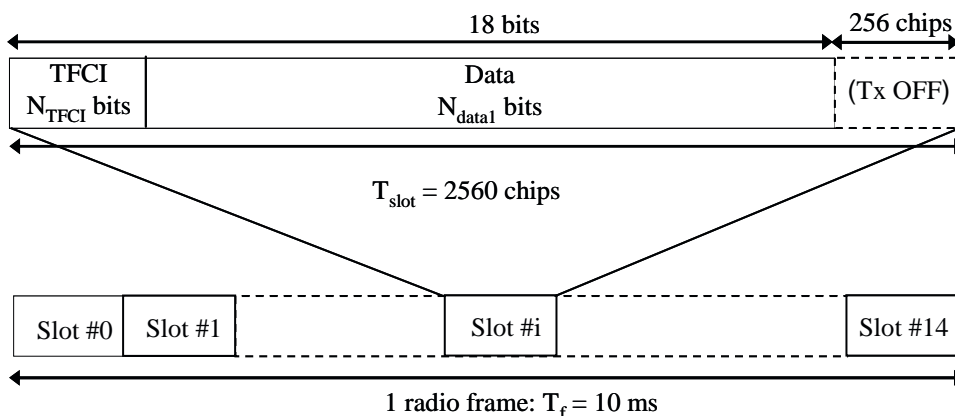 18 bits
256 chips
TFCI
N_TFCI bits
Data
N_data1 bits
(Tx OFF)
T_slot = 2560 chips
Slot #0
Slot #1
Slot #i
Slot #14
1 radio frame: T_f = 10 ms